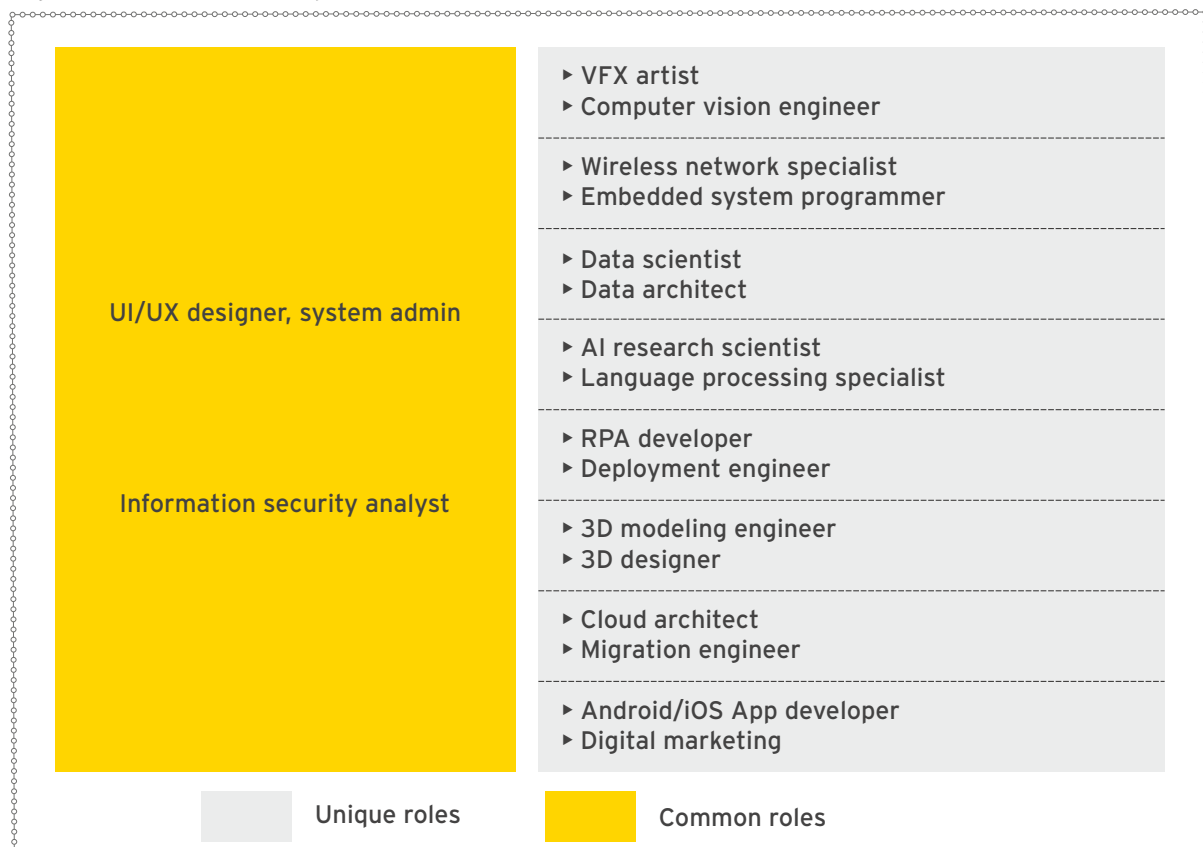 UI/UX designer, system admin
Information security analyst
▸ VFX artist
▸ Computer vision engineer
▸ Wireless network specialist
▸ Embedded system programmer
▸ Data scientist
▸ Data architect
▸ AI research scientist
▸ Language processing specialist
▸ RPA developer
▸ Deployment engineer
▸ 3D modeling engineer
▸ 3D designer
▸ Cloud architect
▸ Migration engineer
▸ Android/iOS App developer
▸ Digital marketing
Unique roles
Common roles